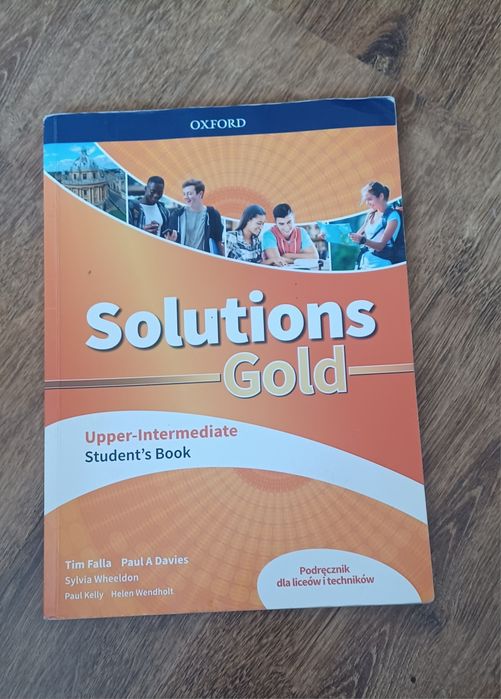 OXFORD
Solutions
Gold
Upper-Intermediate
Student's Book
Tim Falla Paul A Davies
Sylvia Wheeldon
Paul Kelly Helen Wendholt
Podręcznik
dla liceów i techników